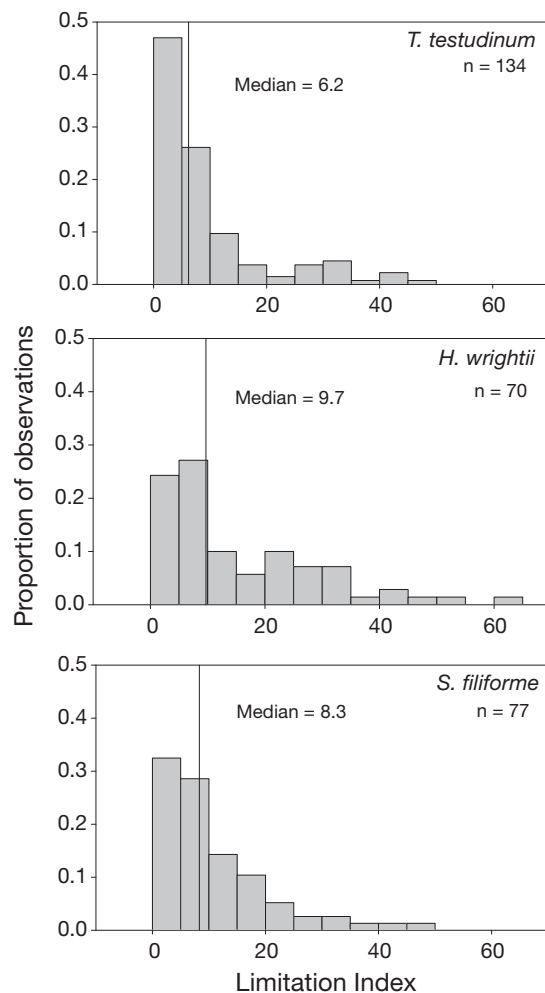 0.5
T. testudinum
n = 134
0.4
Median = 6.2
0.3
0.2
0.1
0.0
0 20 40 60
Proportion of observations
0.5
H. wrightii
n = 70
0.4
Median = 9.7
0.3
0.2
0.1
0.0
0 20 40 60
0.5
S. filiforme
n = 77
0.4
Median = 8.3
0.3
0.2
0.1
0.0
0 20 40 60
Limitation Index